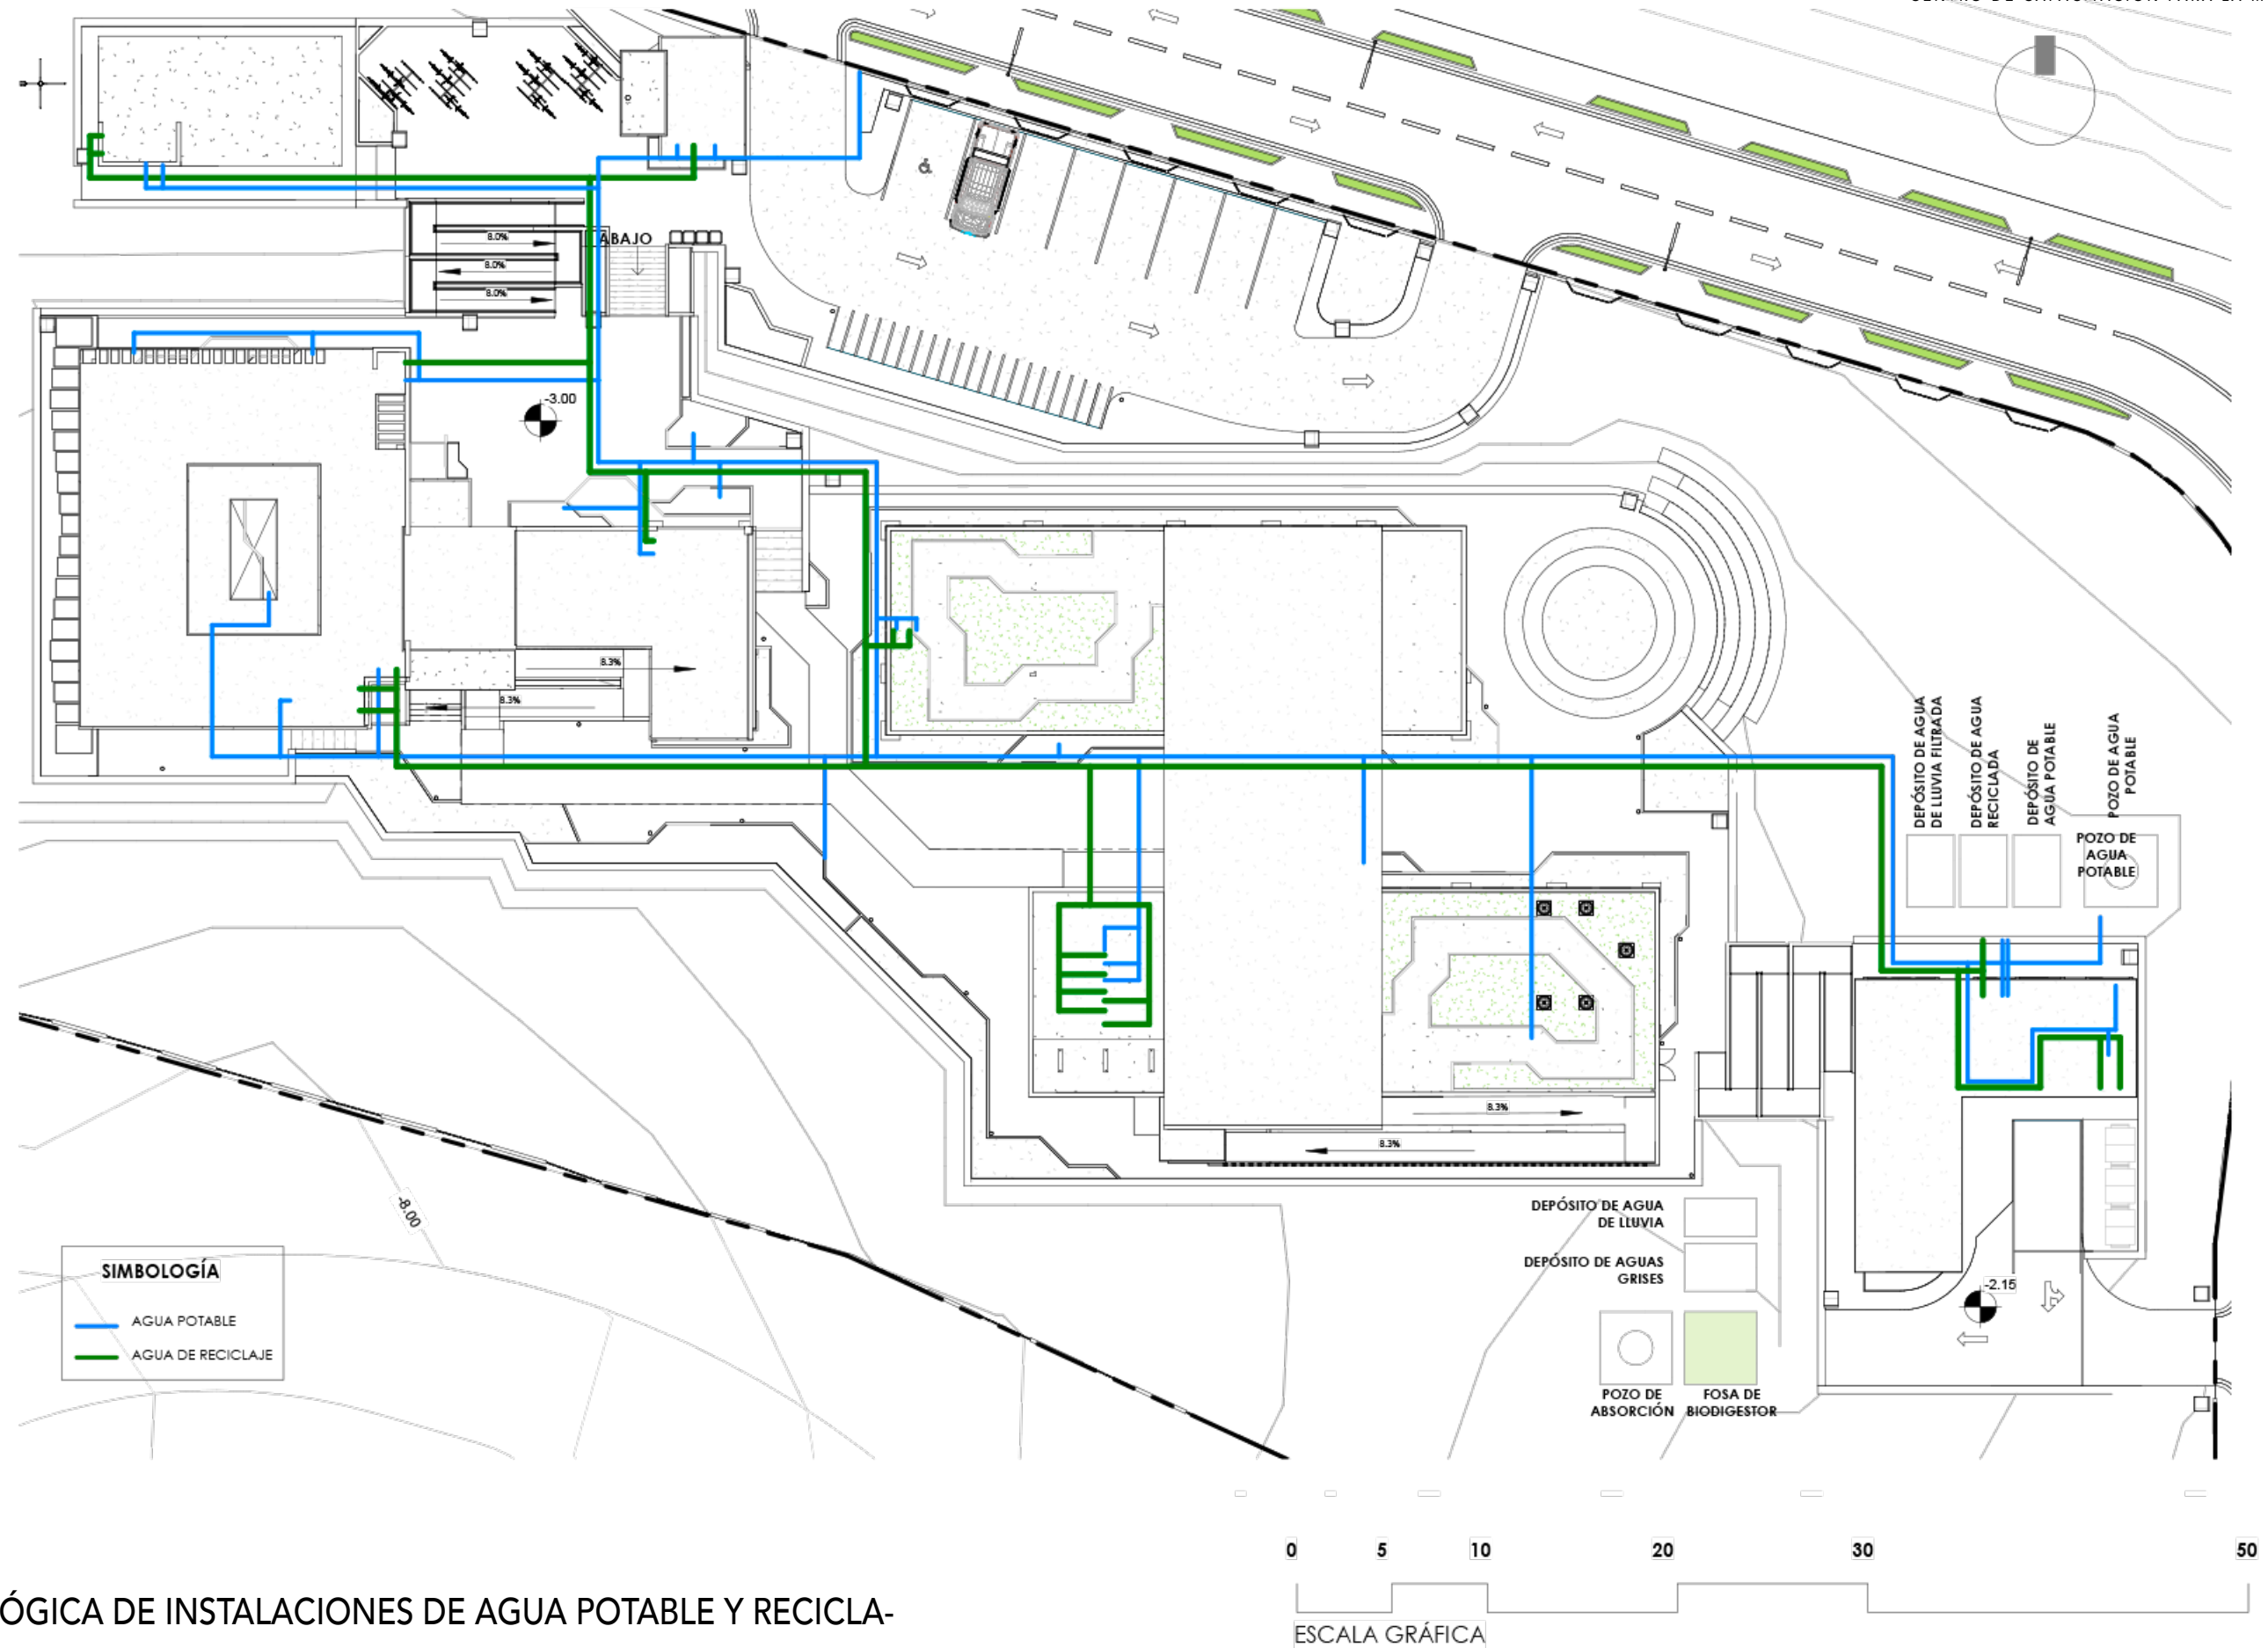 ABAJO
8.0%
8.0%
8.0%
-3.00
8.3%
8.3%
DEPÓSITO DE AGUA
DE LLUVIA FILTRADA
DEPÓSITO DE AGUA
RECICLADA
DEPÓSITO DE
AGUA POTABLE
POZO DE AGUA
POTABLE
POZO DE
AGUA
POTABLE
8.3%
8.3%
-8.00
DEPÓSITO DE AGUA
DE LLUVIA
DEPÓSITO DE AGUAS
GRISES
-2.15
POZO DE
ABSORCIÓN
FOSA DE
BIODIGESTOR
SIMBOLOGÍA
AGUA POTABLE
AGUA DE RECICLAJE
0 5 10 20 30 50
ÓGICA DE INSTALACIONES DE AGUA POTABLE Y RECICLA-
ESCALA GRÁFICA